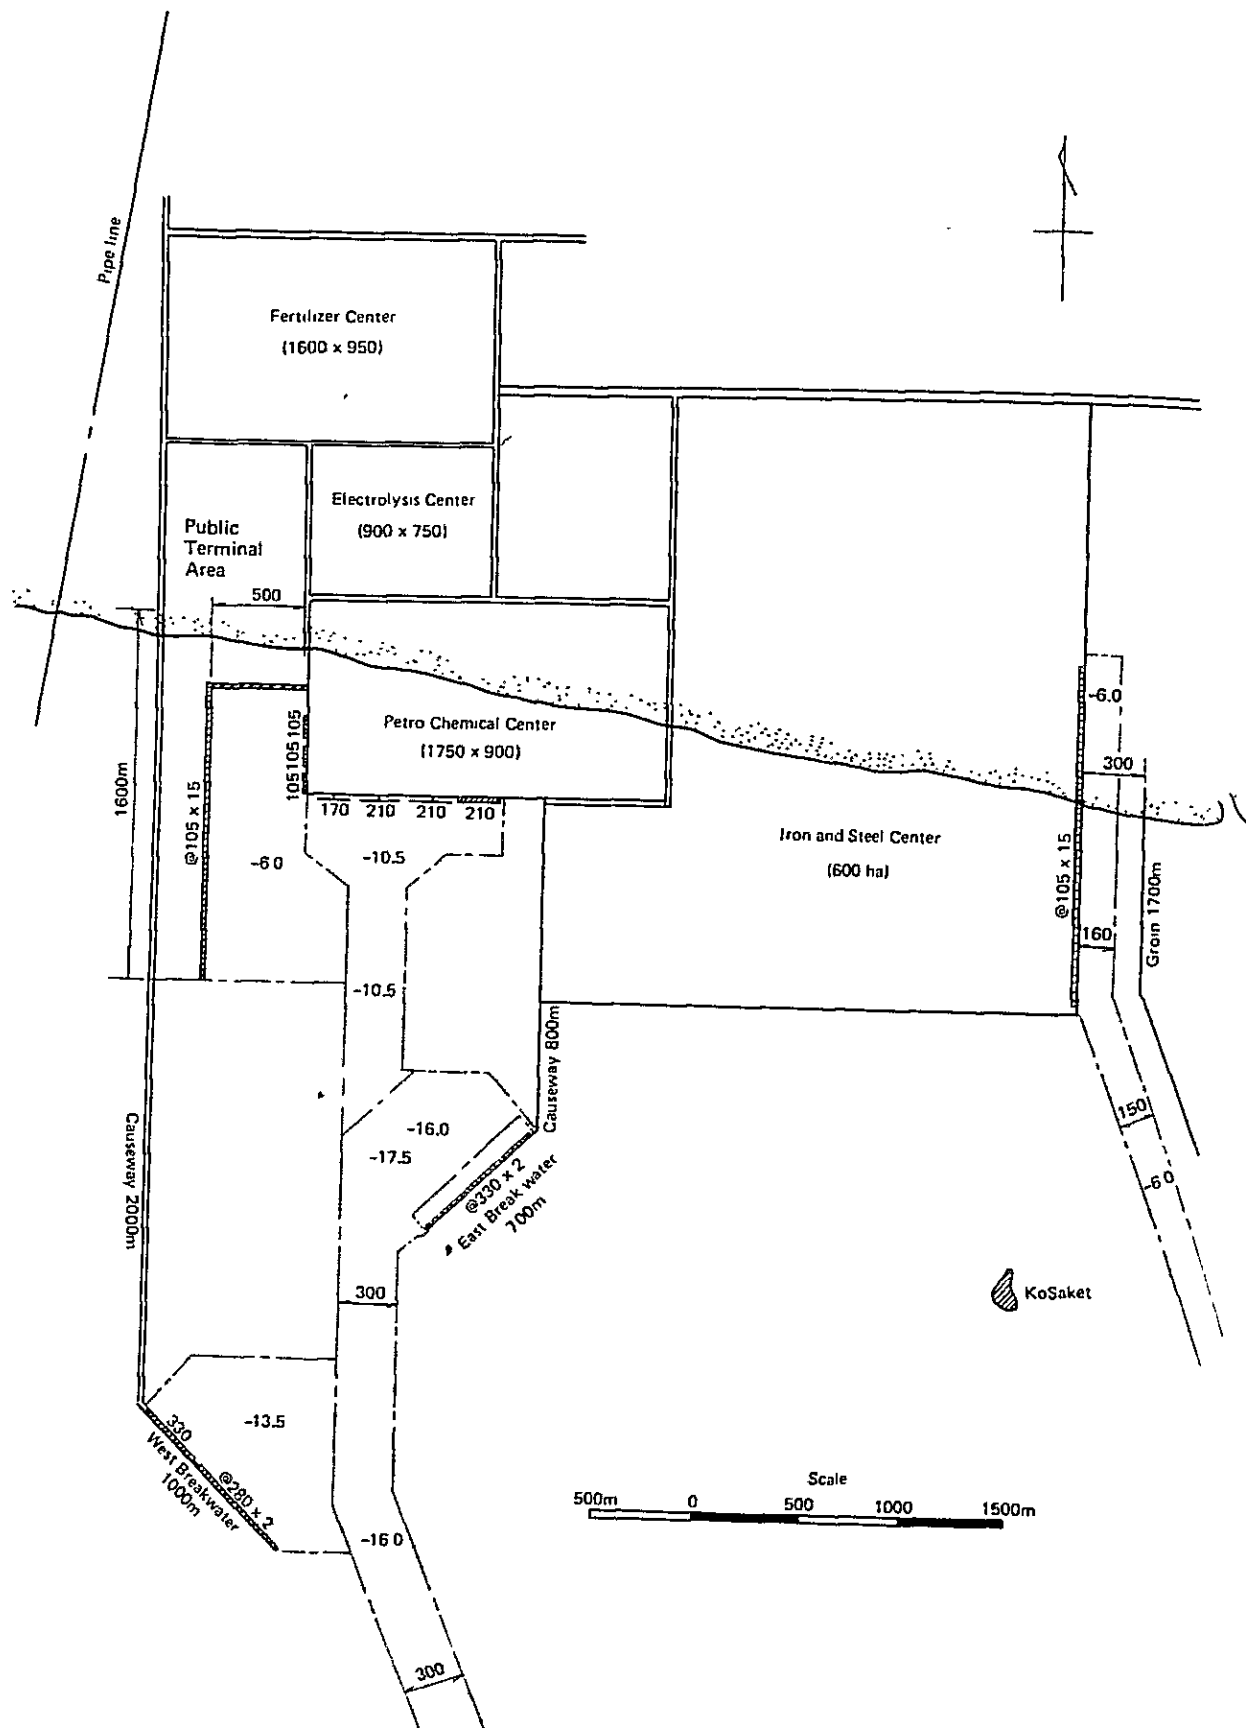 Pipe line
Fertilizer Center
(1600 x 950)
Electrolysis Center
(900 x 750)
Public
Terminal
Area
500
Petro Chemical Center
(1750 x 900)
105 105 105
170 210 210 210
1600m
@105 x 15
-6 0
-10.5
-10.5
Iron and Steel Center
(600 ha)
-6.0
300
@105 x 15
160
Groin 1700m
150
-6 0
Causeway 800m
-16.0
-17.5
@330 x 2
East Break water
700m
Causeway 2000m
300
KoSaket
-13.5
330
@280 x 2
West Breakwater
1000m
-16 0
300
Scale
500m 0 500 1000 1500m